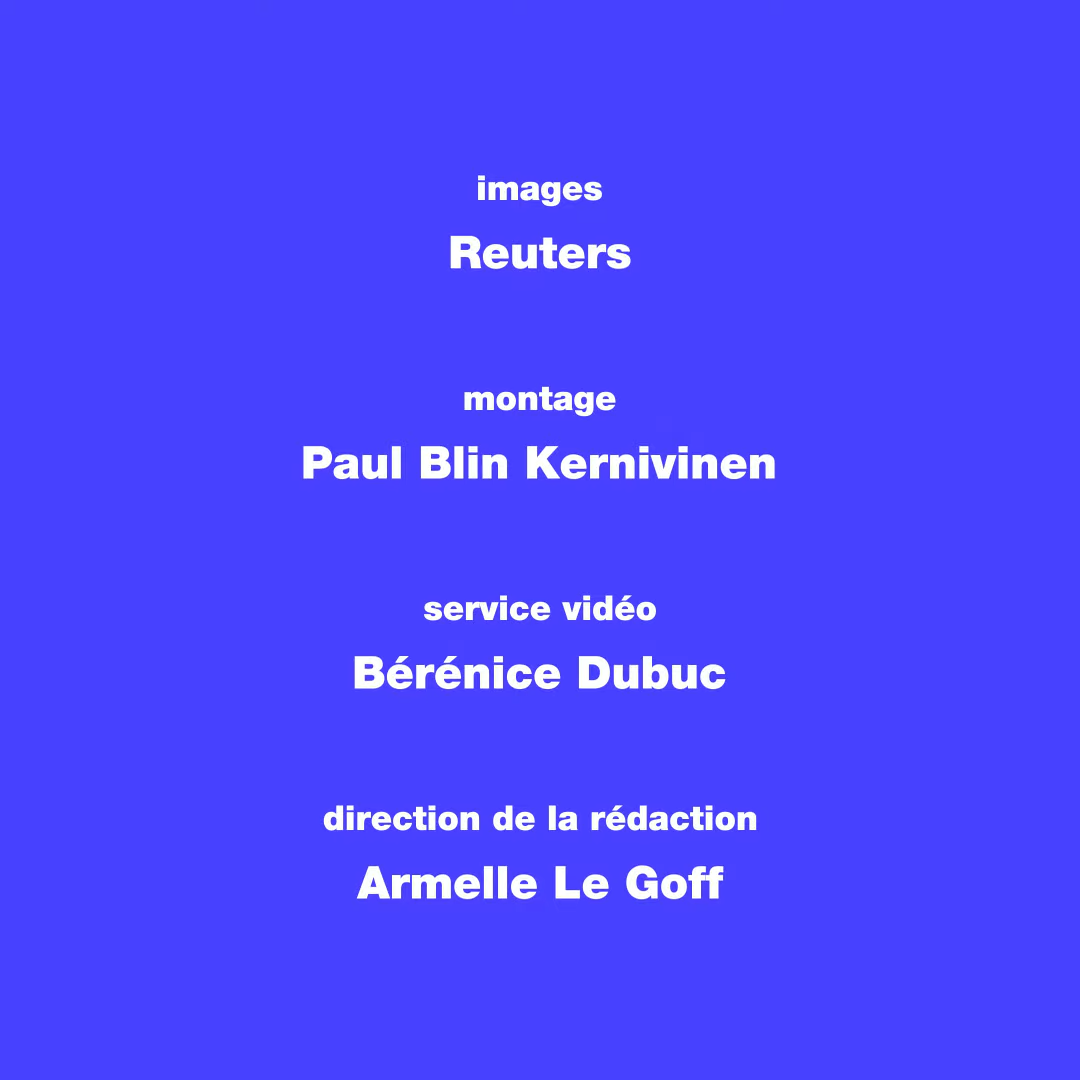 images
Reuters
montage
Paul Blin Kernivinen
service vidéo
Bérénice Dubuc
direction de la rédaction
Armelle Le Goff